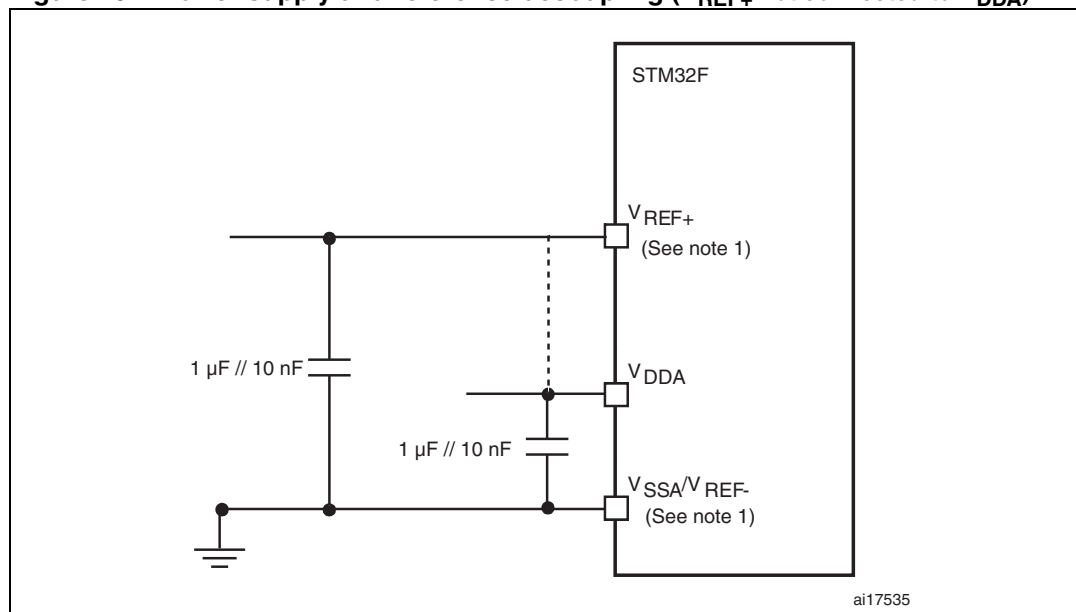 STM32F
VREF+
(See note 1)
1 µF // 10 nF
VDDA
1 µF // 10 nF
VSSA/VREF-
(See note 1)
ai17535